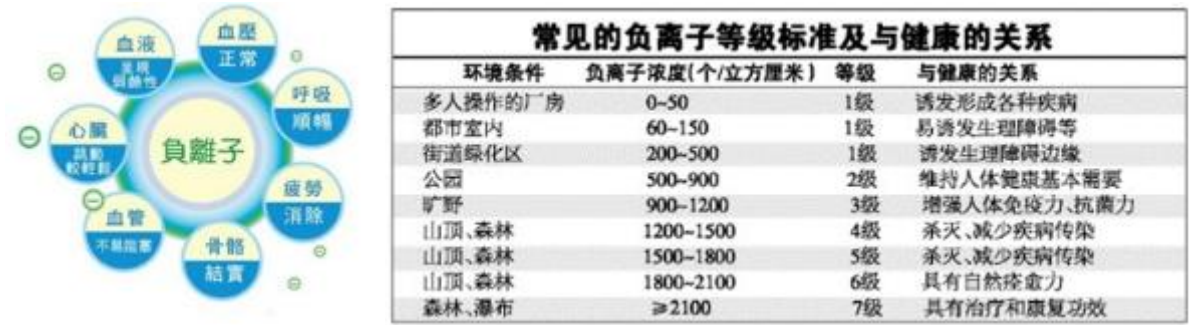 血壓
正常
血液
呈現
弱鹼性
呼吸
順暢
心臟
跳動
較輕鬆
負離子
疲勞
消除
血管
不易阻塞
骨骼
結實
常见的负离子等级标准及与健康的关系
环境条件 负离子浓度(个/立方厘米) 等级 与健康的关系
多人操作的厂房 0~50 1级 诱发形成各种疾病
都市室内 60~150 1级 易诱发生理障碍等
街道绿化区 200~500 1级 诱发生理障碍边缘
公园 500~900 2级 维持人体健康基本需要
旷野 900~1200 3级 增强人体免疫力、抗菌力
山顶、森林 1200~1500 4级 杀灭、减少疾病传染
山顶、森林 1500~1800 5级 杀灭、减少疾病传染
山顶、森林 1800~2100 6级 具有自然痊愈力
森林、瀑布 ≥2100 7级 具有治疗和康复功效